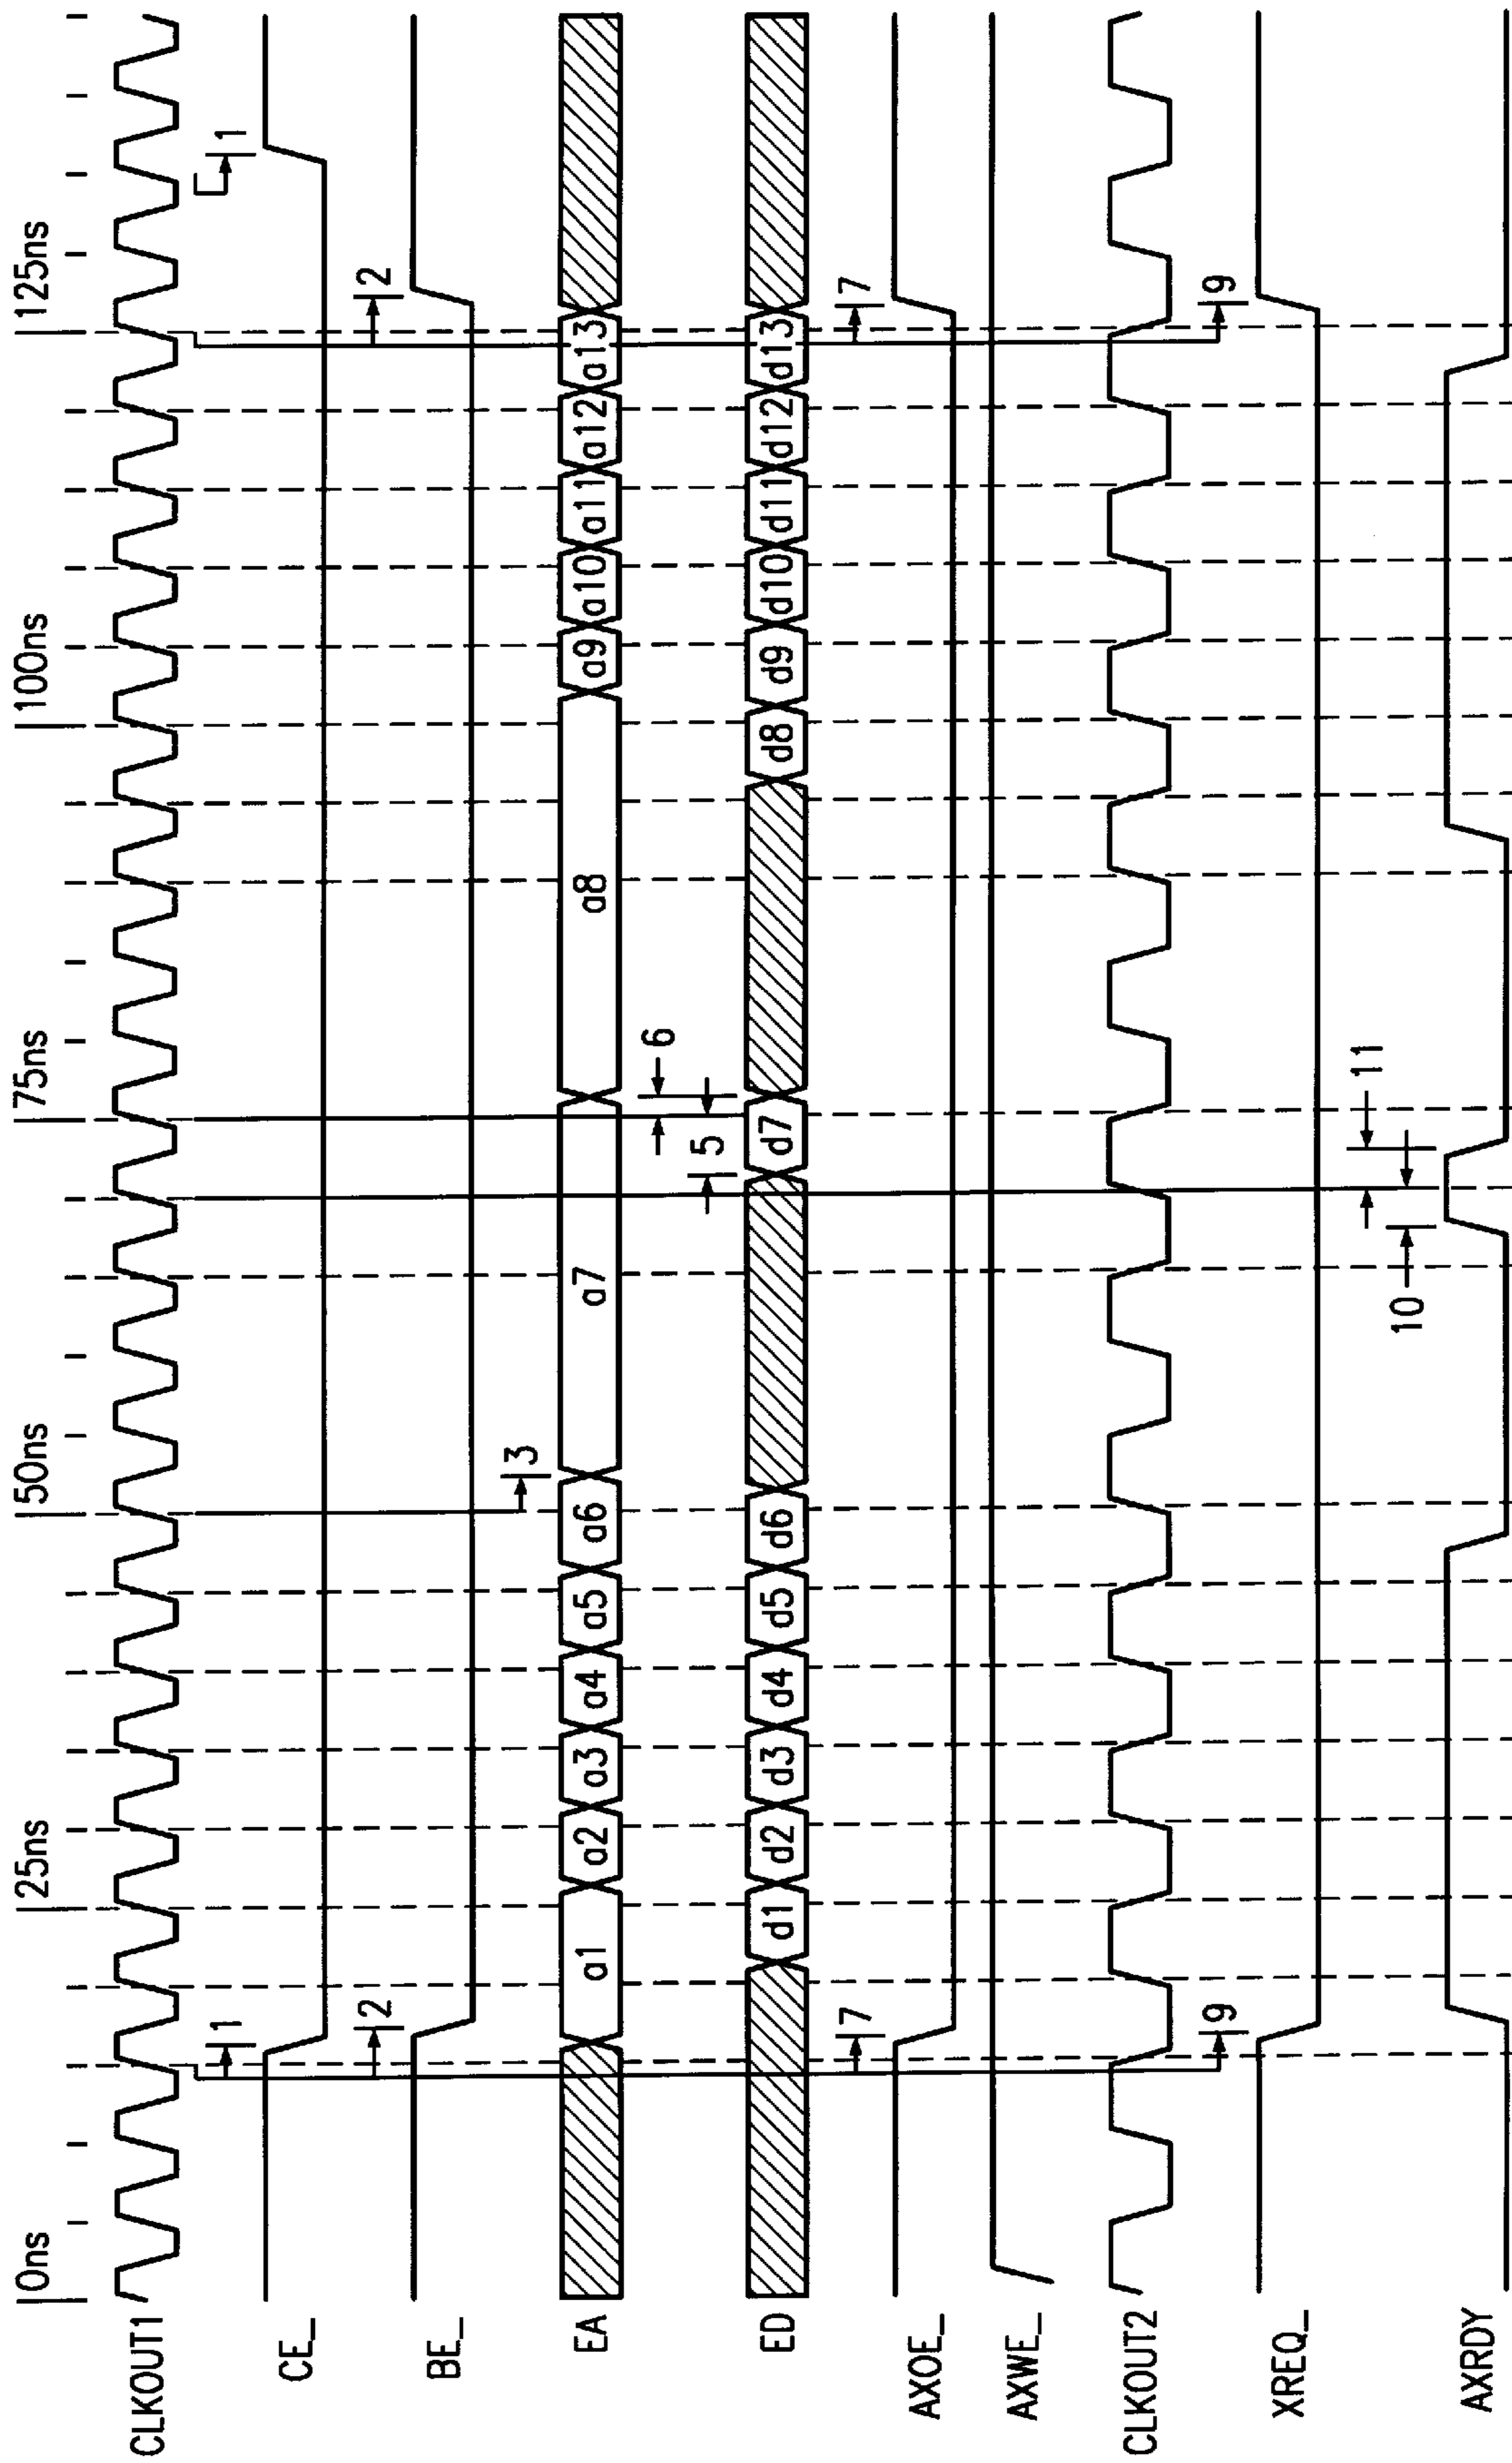 0ns 25ns 50ns 75ns 100ns 125ns
CLKOUT1
1 1
CE_
2 2
BE_
3
EA a1 a2 a3 a4 a5 a6 a7 a8 a9 a10 a11 a12 a13
6
5
ED d1 d2 d3 d4 d5 d6 d7 d8 d9 d10 d11 d12 d13
7 7
AXOE_
AXWE_
CLKOUT2
9 9
XREQ_
11
10
AXRDY